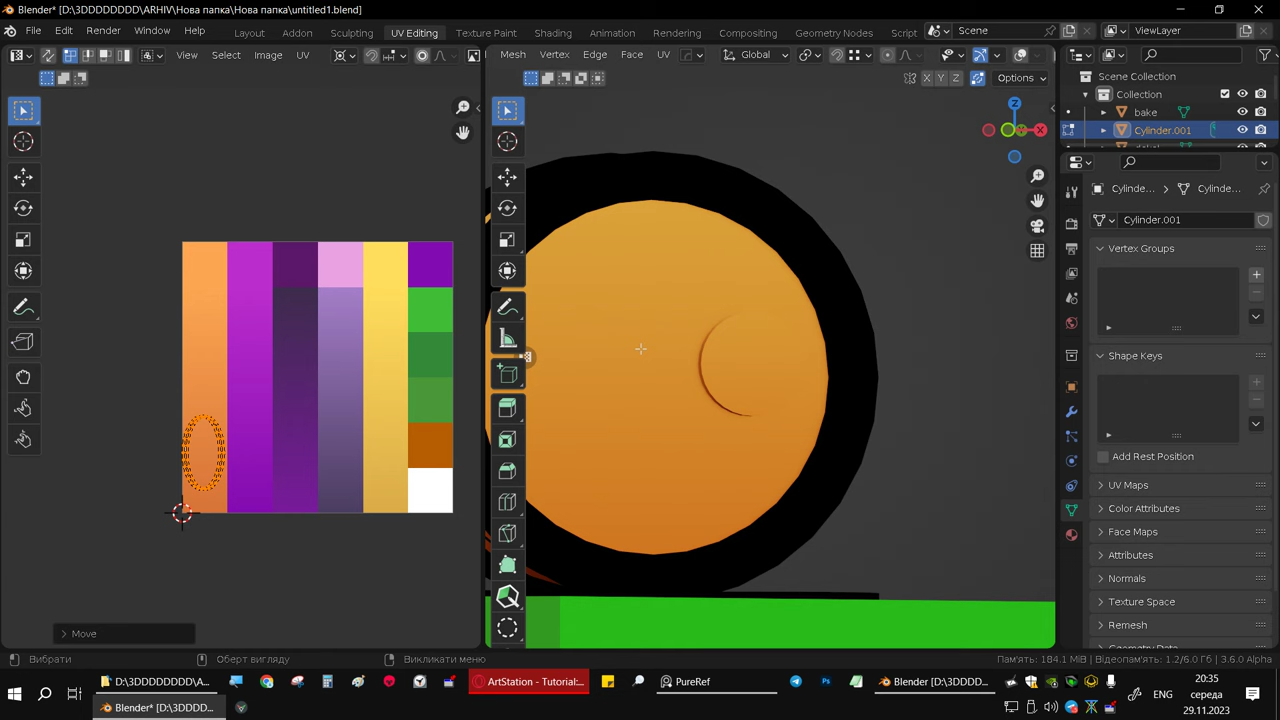 Blender* [D:\3DDDDDDDD\ARHIV\Нова папка\Нова папка\untitled1.blend]
File Edit Render Window Help Layout Addon Sculpting UV Editing Texture Paint Shading Animation Rendering Compositing Geometry Nodes Script Scene ViewLayer
View Select Image UV Mesh Vertex Edge Face UV Global
X Y Z Options
Scene Collection
Collection
bake
Cylinder.001
Z
X
Cylinde... Cylinde...
Cylinder.001
Vertex Groups
Shape Keys
Add Rest Position
UV Maps
Color Attributes
Face Maps
Attributes
Normals
Texture Space
Remesh
Geometry Data
Move
Вибрати Оберт вигляду Викликати меню Пам'ять: 184.1 MiB | Відеопам'ять: 1.2/6.0 Гб | 3.6.0 Alpha
D:\3DDDDDDDD\A... ArtStation - Tutorial:... PureRef Blender [D:\3DDDD...
Blender* [D:\3DDDD...
ENG
20:35
середа
29.11.2023